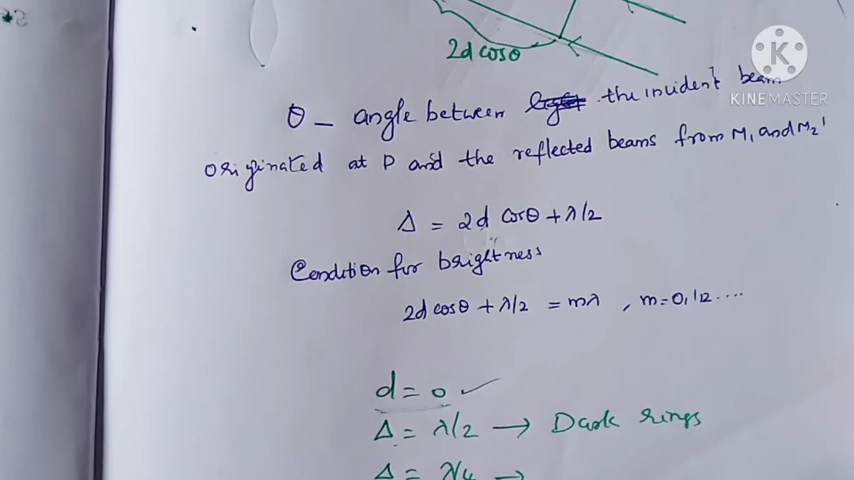 2d cosθ
KINEMASTER
θ – angle between the incident beam
originated at P and the reflected beams from M₁ and M₂'
Δ = 2d cosθ + λ/2
Condition for brightness
2d cosθ + λ/2 = mλ , m = 0,1,2....
d = 0 ✓
Δ = λ/2 → Dark rings
Δ = λ/4 →